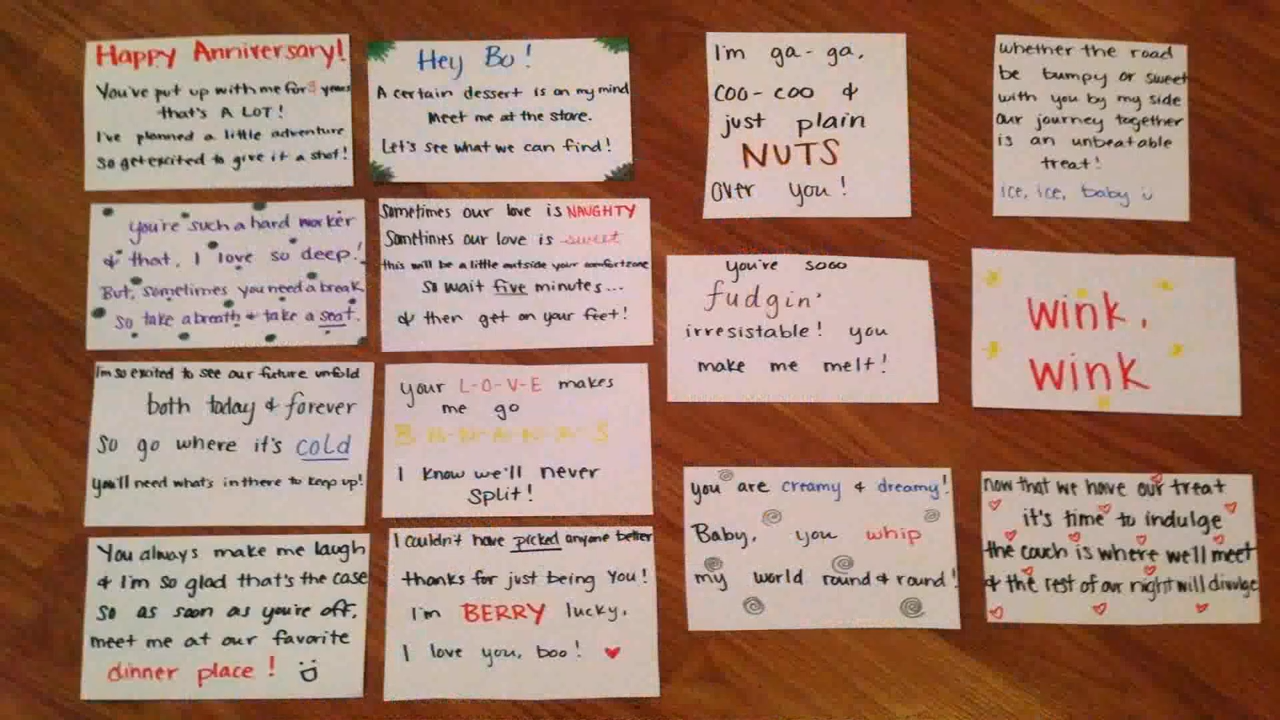 Happy Anniversary!
You've put up with me for 3 years
that's A LOT!
I've planned a little adventure
so get excited to give it a shot!
you're such a hard worker
& that, I love so deep!
But, sometimes you need a break
so take a breath & take a seat.
I'm so excited to see our future unfold
both today & forever
so go where it's cold
you'll need what's in there to keep up!
You always make me laugh
& I'm so glad that's the case
so as soon as you're off,
meet me at our favorite
dinner place!
Hey Bo!
A certain dessert is on my mind
Meet me at the store.
Let's see what we can find!
Sometimes our love is NAUGHTY
Sometimes our love is sweet
this will be a little outside your comfortzone
so wait five minutes...
& then get on your feet!
your L-O-V-E makes
me go
B-A-N-A-N-A-S
I know we'll never
split!
I couldn't have picked anyone better
thanks for just being you!
I'm BERRY lucky,
I love you, boo!
I'm ga-ga,
coo-coo &
just plain
NUTS
over you!
you're sooo
fudgin'
irresistable! you
make me melt!
you are creamy & dreamy!
Baby, you whip
my world round & round!
whether the road
be bumpy or sweet
with you by my side
our journey together
is an unbeatable
treat!
ice, ice, baby
wink,
wink
now that we have our treat
it's time to indulge
the couch is where we'll meet
& the rest of our night will divulge